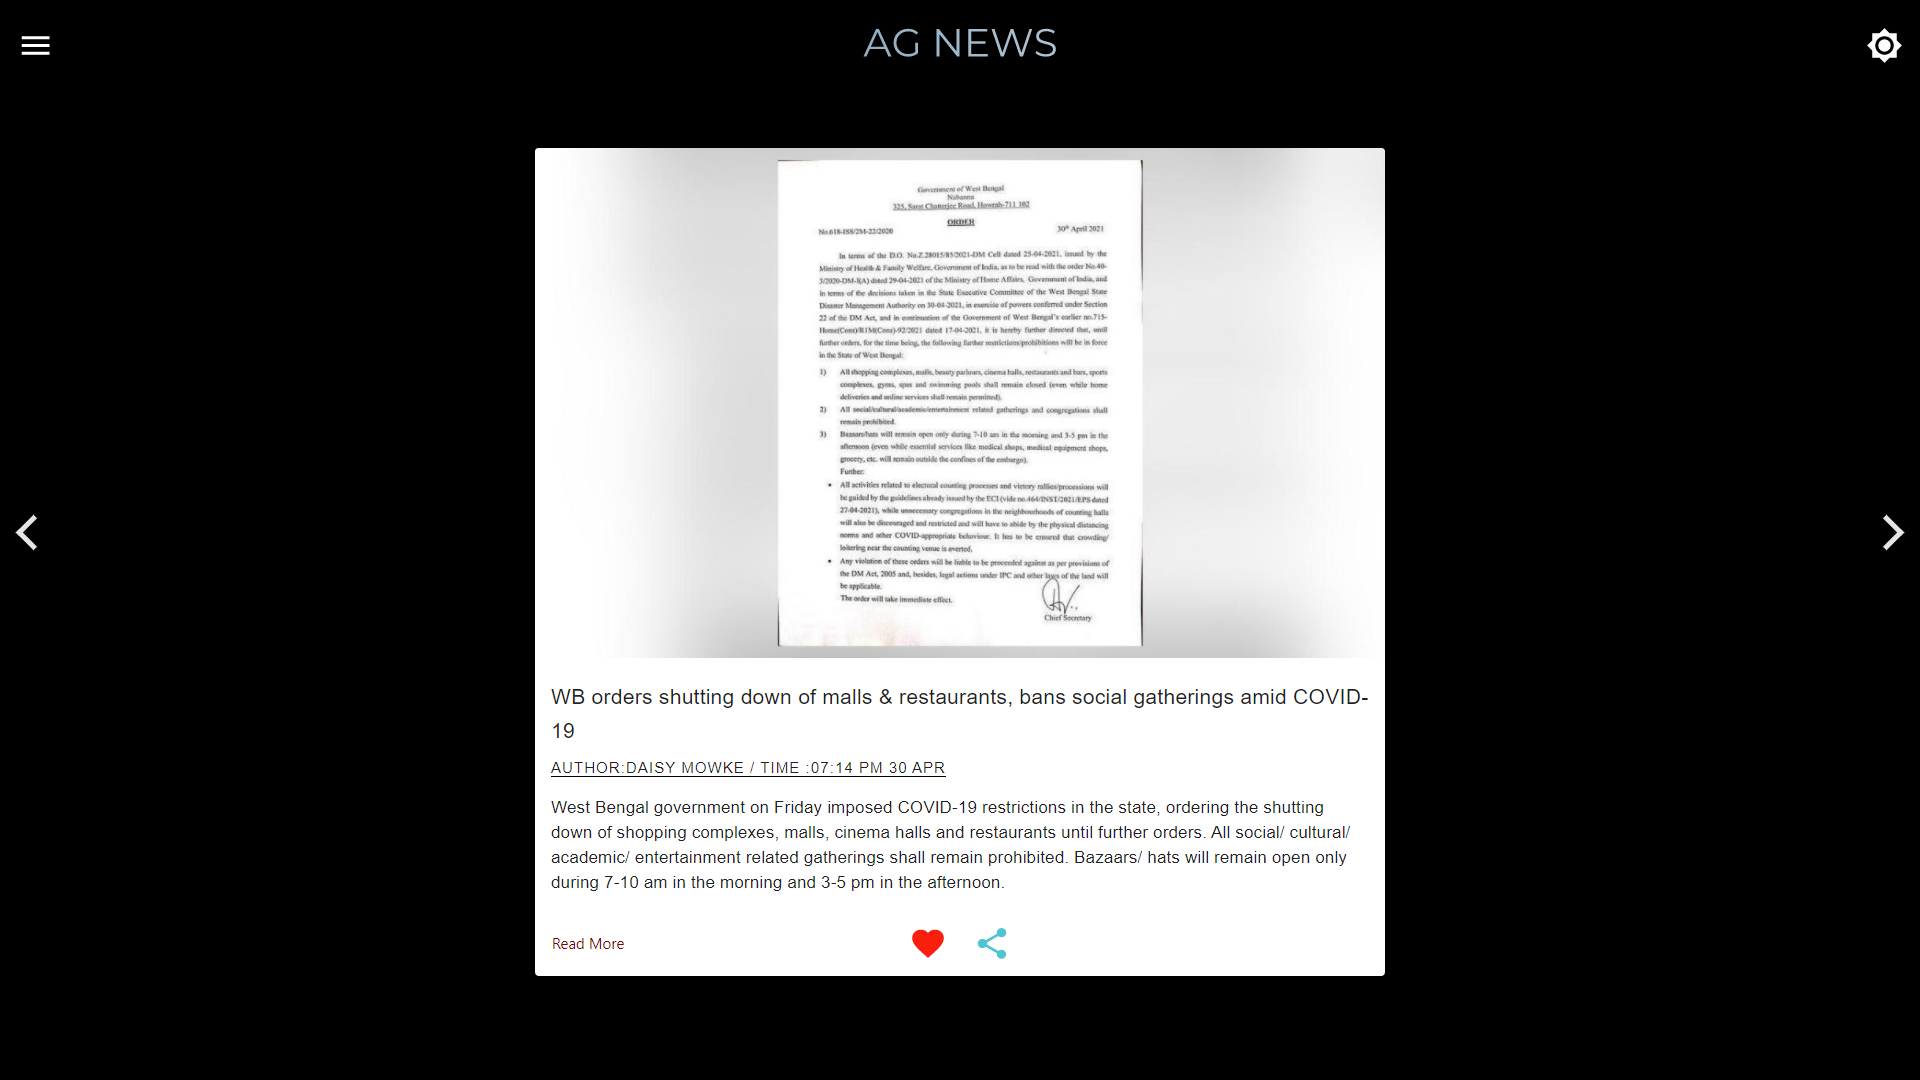 AG NEWS
Government of West Bengal
Nabanna
325, Sarat Chatterjee Road, Howrah-711 102
ORDER
No.618-ISS/2M-22/2020
30th April 2021
In terms of the D.O. No.Z.28015/85/2021-DM Cell dated 25-04-2021, issued by the
Ministry of Health & Family Welfare, Government of India, as to be read with the order No.40-
3/2020-DM-I(A) dated 29-04-2021 of the Ministry of Home Affairs, Government of India, and
in terms of the decisions taken in the State Executive Committee of the West Bengal State
Disaster Management Authority on 30-04-2021, in exercise of powers conferred under Section
22 of the DM Act, and in continuation of the Government of West Bengal's earlier no.715-
Home(Cons)/R1M(Cons)-92/2021 dated 17-04-2021, it is hereby further directed that, until
further orders, for the time being, the following further restrictions/prohibitions will be in force
in the State of West Bengal:
1) All shopping complexes, malls, beauty parlours, cinema halls, restaurants and bars, sports
complexes, gyms, spas and swimming pools shall remain closed (even while home
deliveries and online services shall remain permitted).
2) All social/cultural/academic/entertainment related gatherings and congregations shall
remain prohibited.
3) Bazaars/hats will remain open only during 7-10 am in the morning and 3-5 pm in the
afternoon (even while essential services like medical shops, medical equipment shops,
grocery, etc. will remain outside the confines of the embargo).
Further:
• All activities related to electoral counting processes and victory rallies/processions will
be guided by the guidelines already issued by the ECI (vide no.464/INST/2021/EPS dated
27-04-2021), while unnecessary congregations in the neighbourhoods of counting halls
will also be discouraged and restricted and will have to abide by the physical distancing
norms and other COVID-appropriate behaviour. It has to be ensured that crowding/
loitering near the counting venue is averted.
• Any violation of these orders will be liable to be proceeded against as per provisions of
the DM Act, 2005 and, besides, legal actions under IPC and other laws of the land will
be applicable.
The order will take immediate effect.
Chief Secretary
WB orders shutting down of malls & restaurants, bans social gatherings amid COVID-
19
AUTHOR:DAISY MOWKE / TIME :07:14 PM 30 APR
West Bengal government on Friday imposed COVID-19 restrictions in the state, ordering the shutting
down of shopping complexes, malls, cinema halls and restaurants until further orders. All social/ cultural/
academic/ entertainment related gatherings shall remain prohibited. Bazaars/ hats will remain open only
during 7-10 am in the morning and 3-5 pm in the afternoon.
Read More